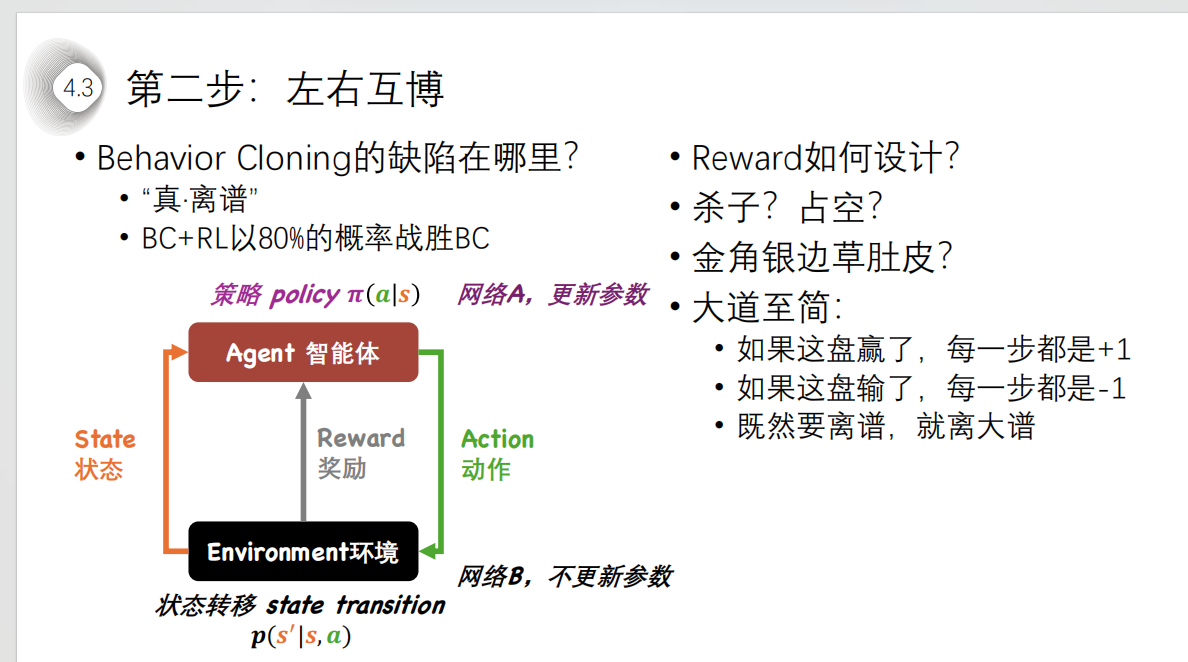 4.3
第二步：左右互博
• Behavior Cloning的缺陷在哪里？
• “真·离谱”
• BC+RL以80%的概率战胜BC
策略 policy π(a|s)
网络A，更新参数
Agent 智能体
State
状态
Reward
奖励
Action
动作
Environment环境
网络B，不更新参数
状态转移 state transition
p(s′|s,a)
• Reward如何设计？
• 杀子？占空？
• 金角银边草肚皮？
• 大道至简：
• 如果这盘赢了，每一步都是+1
• 如果这盘输了，每一步都是-1
• 既然要离谱，就离大谱